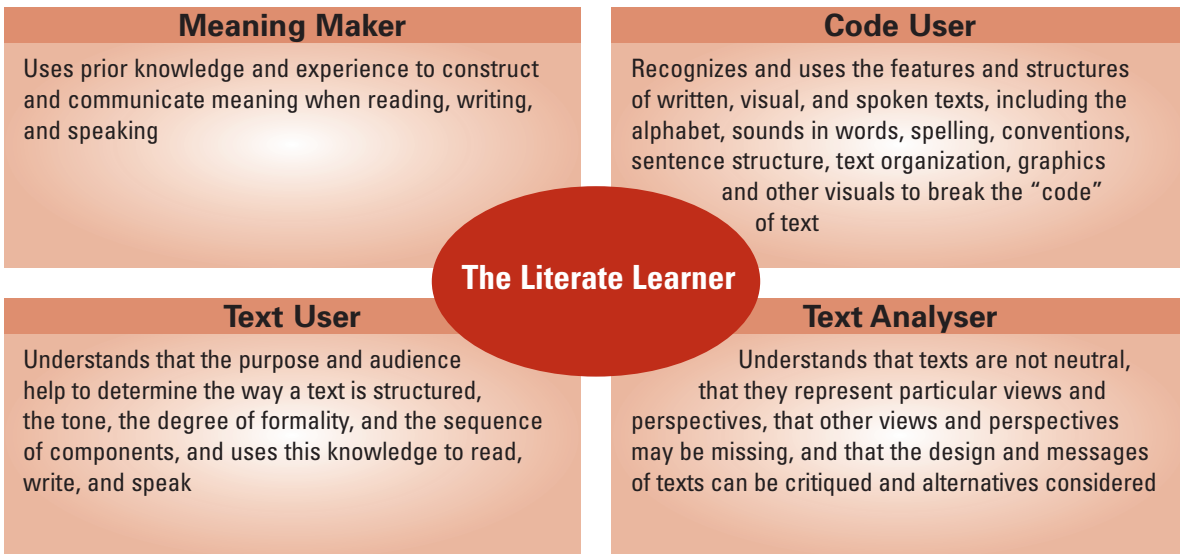 Meaning Maker
Uses prior knowledge and experience to construct
and communicate meaning when reading, writing,
and speaking
Code User
Recognizes and uses the features and structures
of written, visual, and spoken texts, including the
alphabet, sounds in words, spelling, conventions,
sentence structure, text organization, graphics
and other visuals to break the “code”
of text
The Literate Learner
Text User
Understands that the purpose and audience
help to determine the way a text is structured,
the tone, the degree of formality, and the sequence
of components, and uses this knowledge to read,
write, and speak
Text Analyser
Understands that texts are not neutral,
that they represent particular views and
perspectives, that other views and perspectives
may be missing, and that the design and messages
of texts can be critiqued and alternatives considered